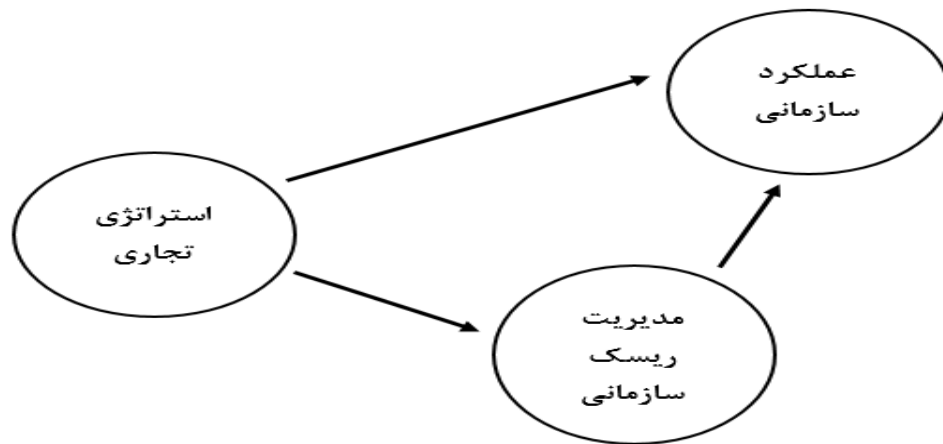 عملکرد
سازمانی
استراتژی
تجاری
مدیریت
ریسک
سازمانی